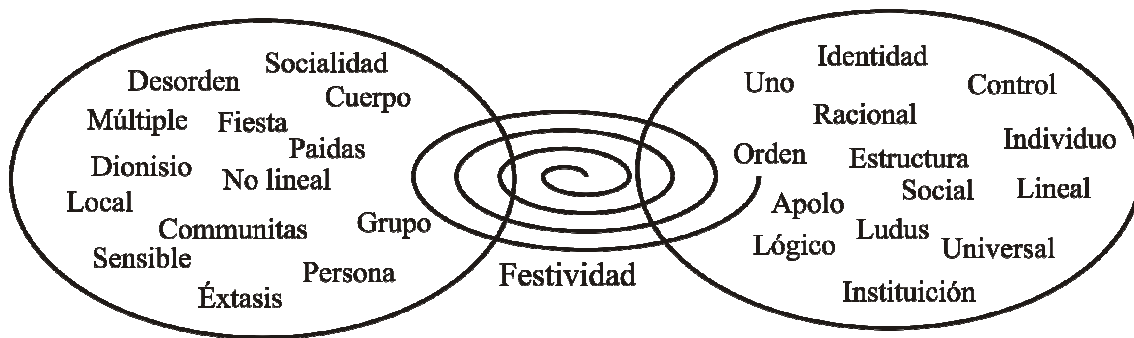 Socialidad
Desorden
Cuerpo
Múltiple
Fiesta
Paidas
Dionisio
No lineal
Local
Communitas
Grupo
Sensible
Persona
Éxtasis
Festividad
Identidad
Uno
Control
Racional
Individuo
Orden
Estructura
Social
Lineal
Apolo
Ludus
Lógico
Universal
Instituición